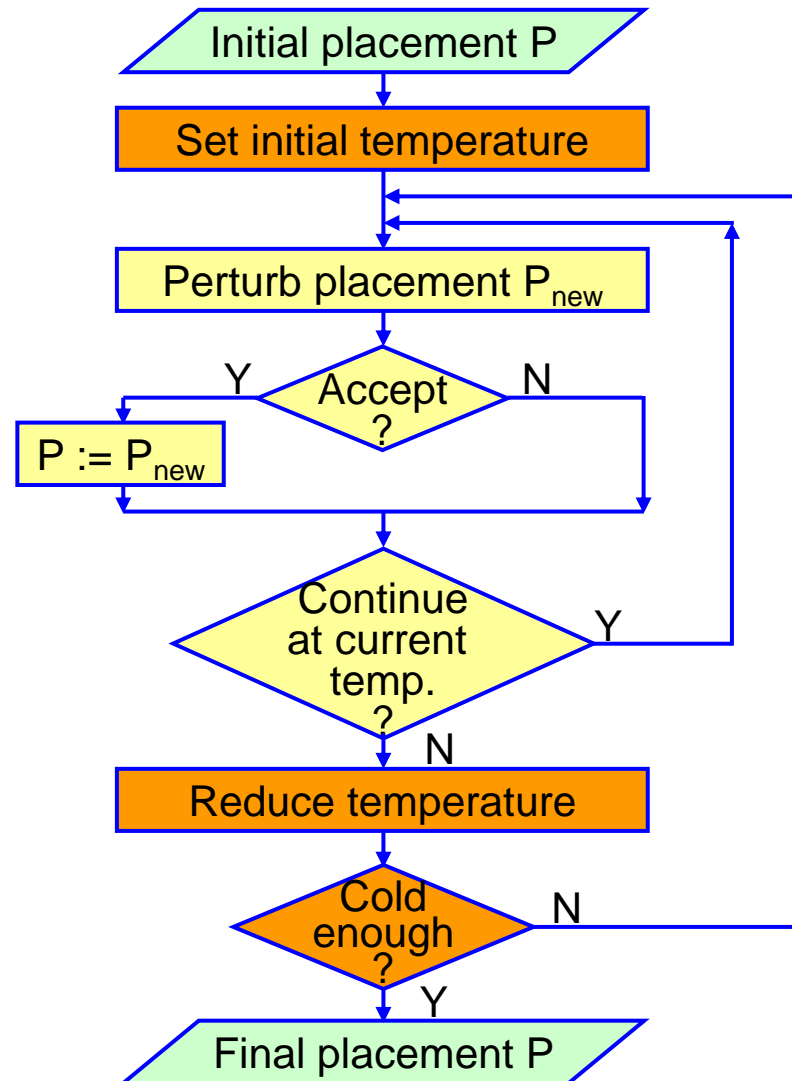 Initial placement P
Set initial temperature
Perturb placement Pnew
Y
Accept
?
N
P := Pnew
Continue
at current
temp.
?
Y
N
Reduce temperature
Cold
enough
?
N
Y
Final placement P